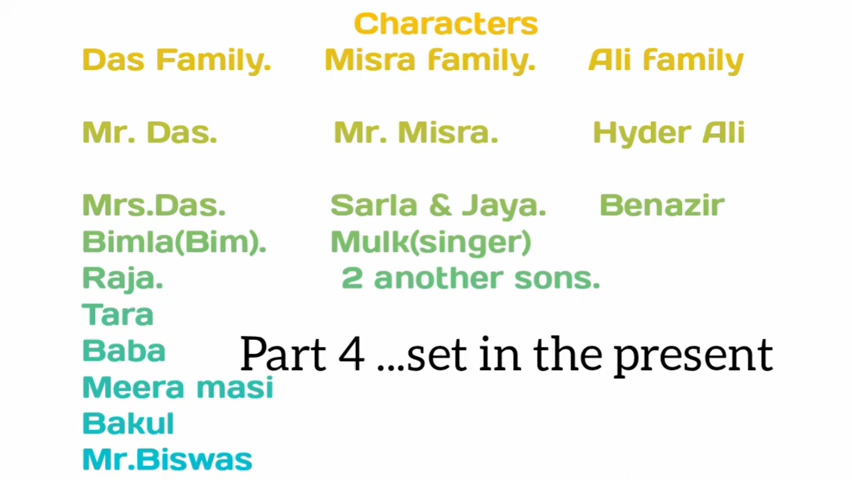 Characters
Das Family. Misra family. Ali family
Mr. Das. Mr. Misra. Hyder Ali
Mrs.Das. Sarla & Jaya. Benazir
Bimla(Bim). Mulk(singer)
Raja. 2 another sons.
Tara
Baba
Part 4 ...set in the present
Meera masi
Bakul
Mr.Biswas